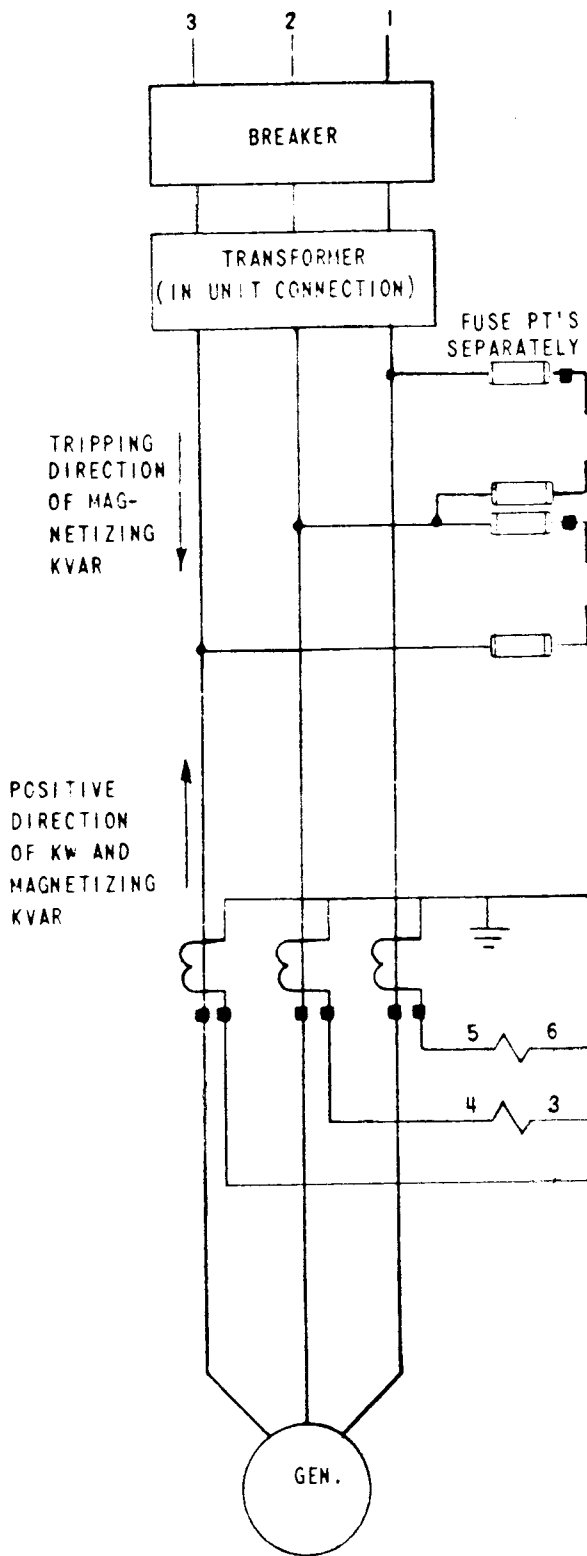 3 2 1
BREAKER
TRANSFORMER
(IN UNIT CONNECTION)
FUSE PT'S
SEPARATELY
TRIPPING
DIRECTION
OF MAG-
NETIZING
KVAR
POSITIVE
DIRECTION
OF KW AND
MAGNETIZING
KVAR
5 6
4 3
GEN.